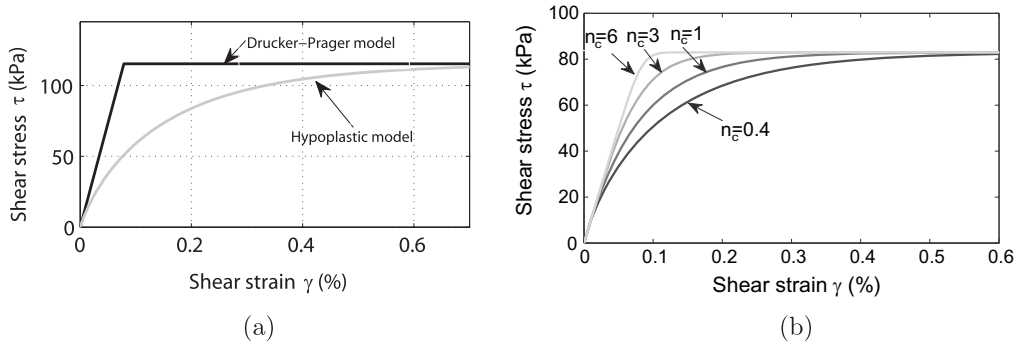 Drucker–Prager model
Hypoplastic model
Shear stress τ (kPa)
100
50
0
0 0.2 0.4 0.6
Shear strain γ (%)
(a)
n_c=6 n_c=3 n_c=1
n_c=0.4
Shear stress τ (kPa)
100
80
60
40
20
0
0 0.1 0.2 0.3 0.4 0.5 0.6
Shear strain γ (%)
(b)